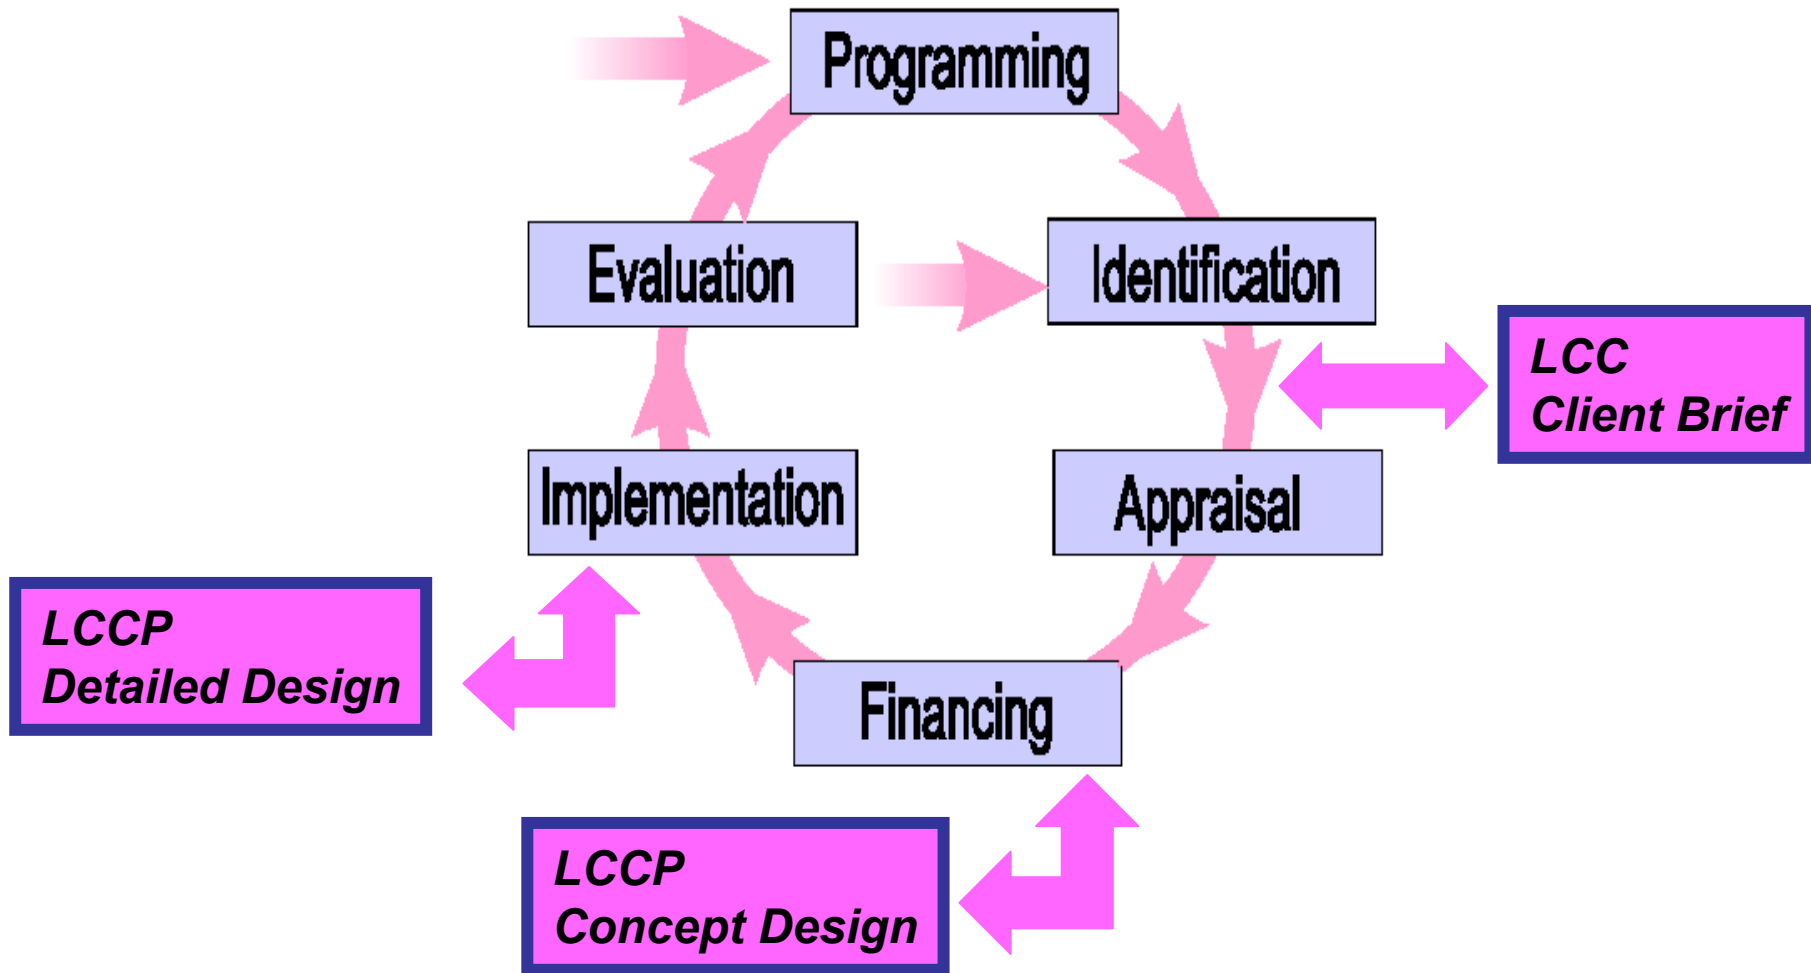 Programming
Evaluation
Identification
LCC
Client Brief
Implementation
Appraisal
LCCP
Detailed Design
Financing
LCCP
Concept Design